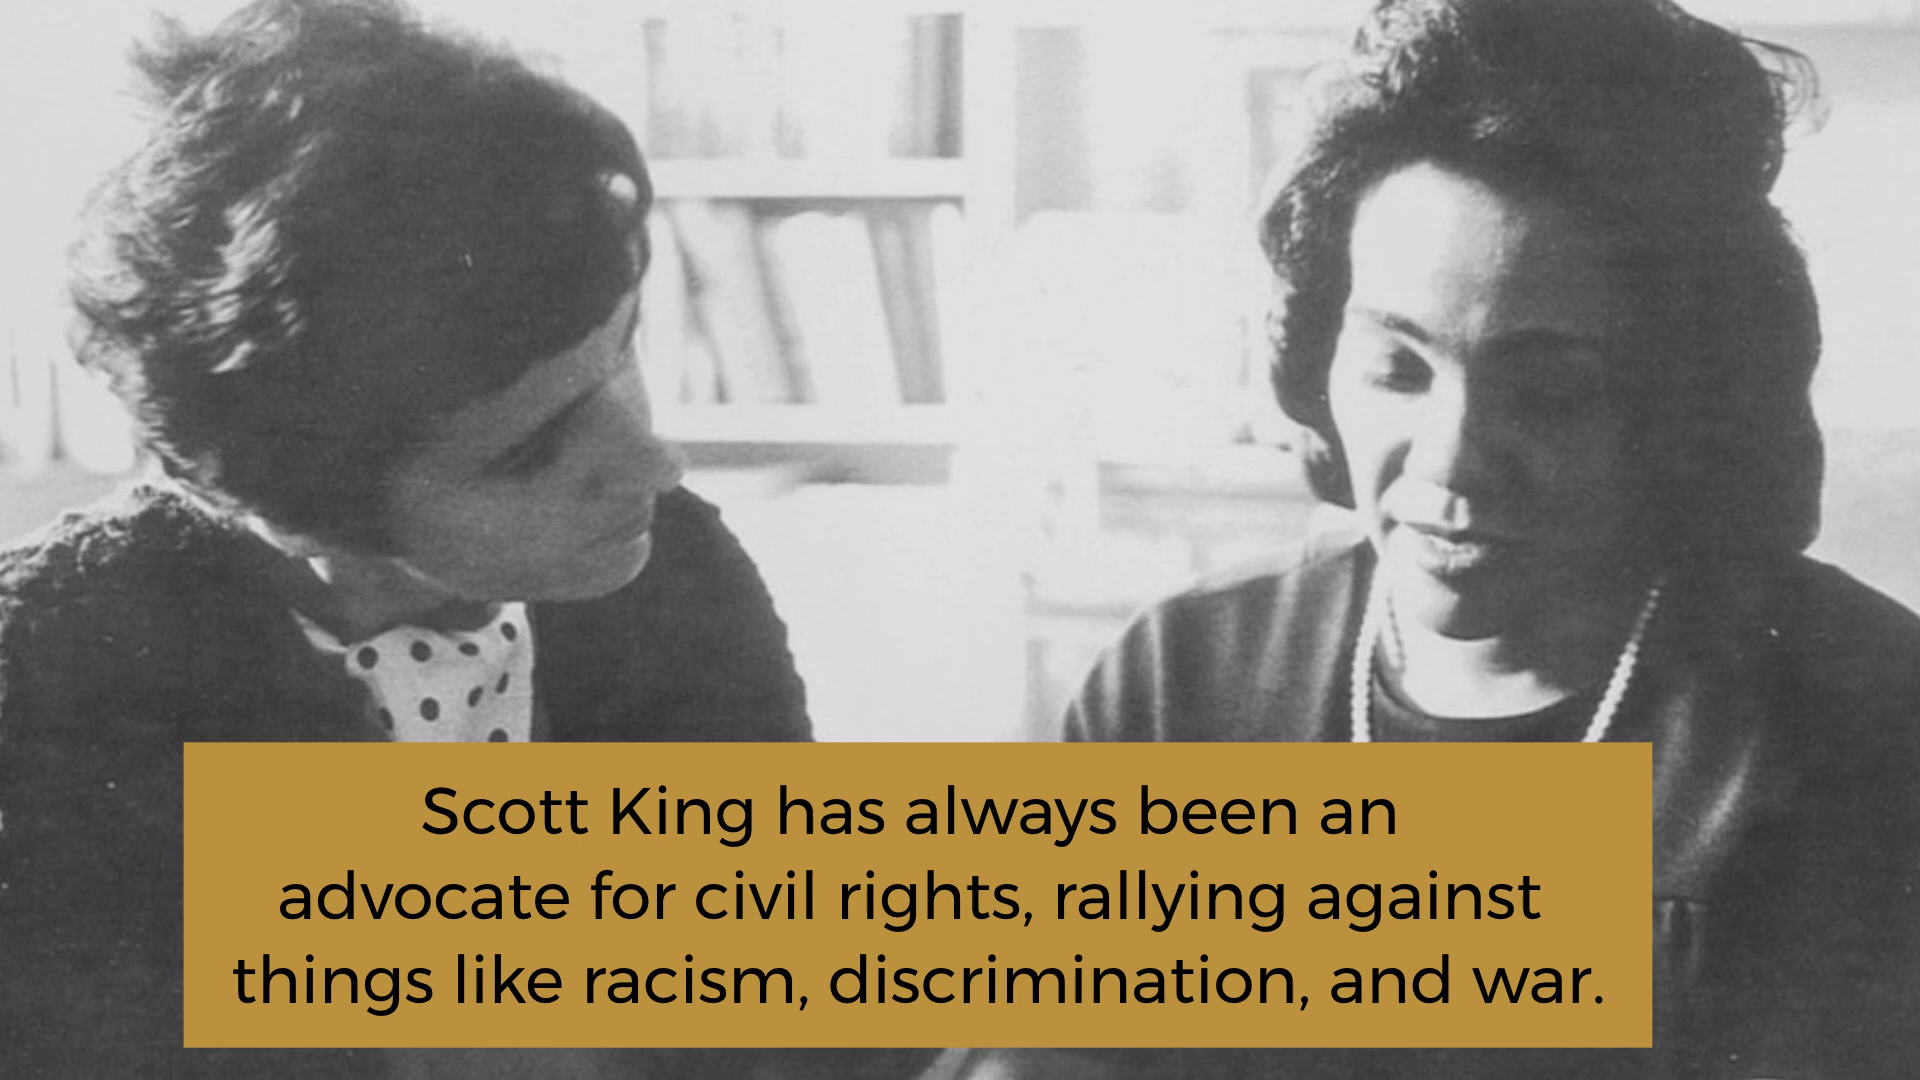 Scott King has always been an
advocate for civil rights, rallying against
things like racism, discrimination, and war.